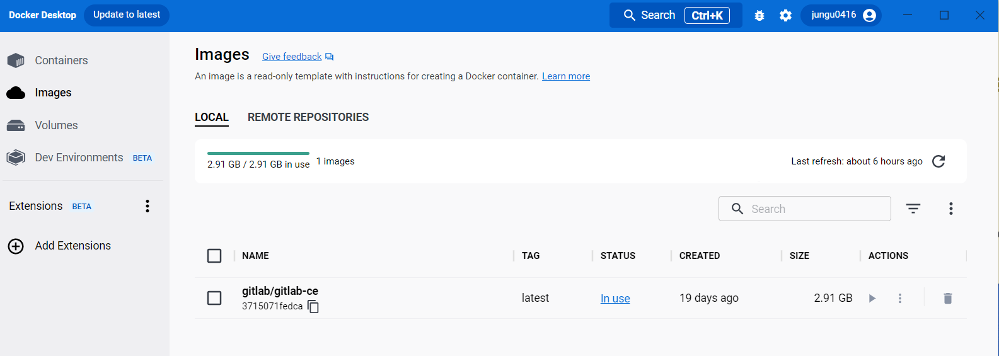 Docker Desktop Update to latest Search Ctrl+K jungu0416
Containers
Images
Volumes
Dev Environments BETA
Extensions BETA
Add Extensions
Images Give feedback
An image is a read-only template with instructions for creating a Docker container. Learn more
LOCAL REMOTE REPOSITORIES
2.91 GB / 2.91 GB in use 1 images Last refresh: about 6 hours ago
Search
NAME TAG STATUS CREATED SIZE ACTIONS
gitlab/gitlab-ce latest In use 19 days ago 2.91 GB
3715071fedca